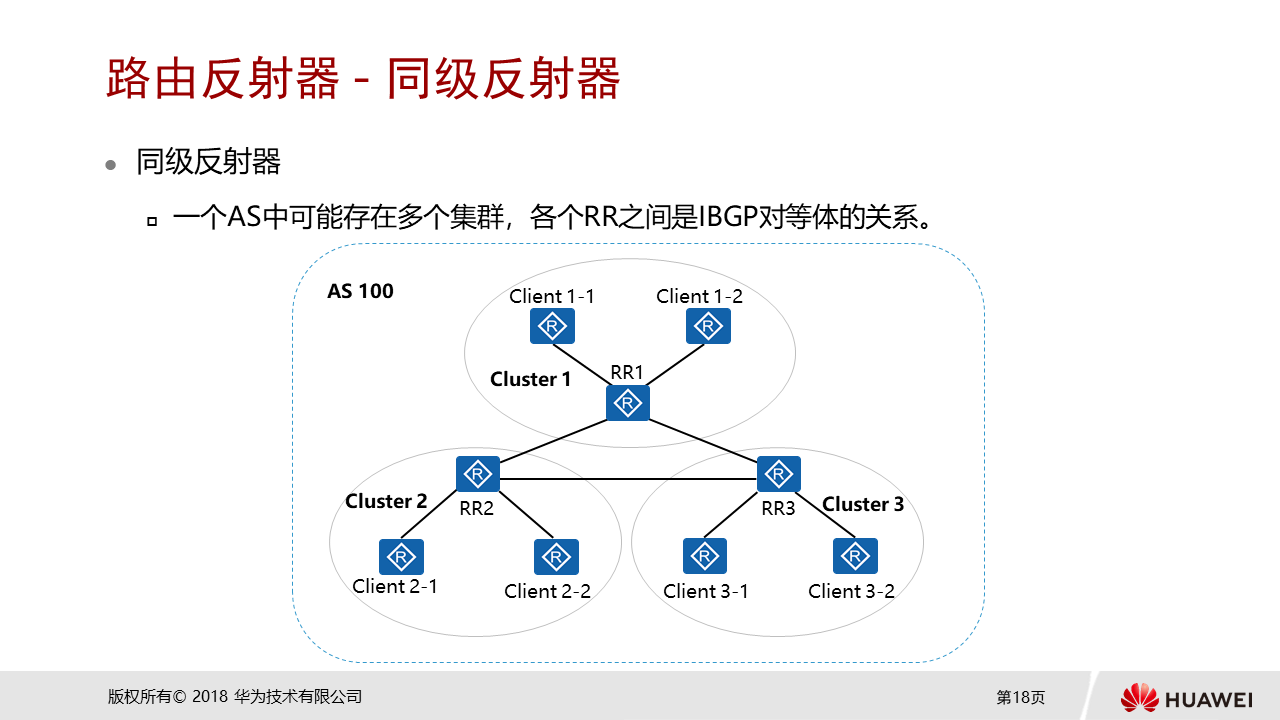 路由反射器 - 同级反射器
同级反射器
一个AS中可能存在多个集群，各个RR之间是IBGP对等体的关系。
AS 100
Client 1-1
Client 1-2
R
R
RR1
Cluster 1
R
R
R
Cluster 2
RR2
RR3
Cluster 3
R
R
R
R
Client 2-1
Client 2-2
Client 3-1
Client 3-2
版权所有© 2018 华为技术有限公司
第18页
HUAWEI